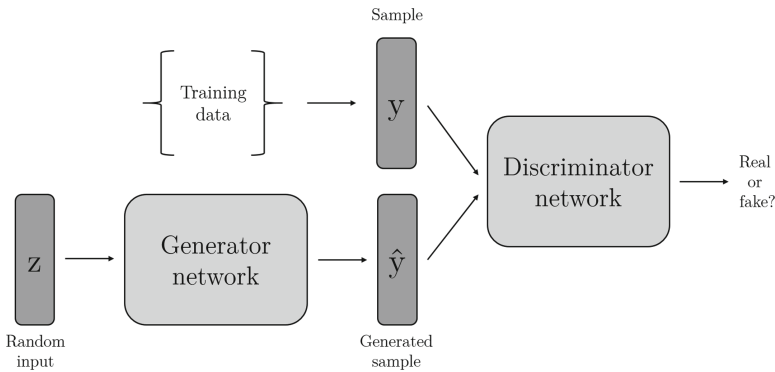 Sample
Training
data
y
Discriminator
network
Real
or
fake?
z
Generator
network
ŷ
Random
input
Generated
sample